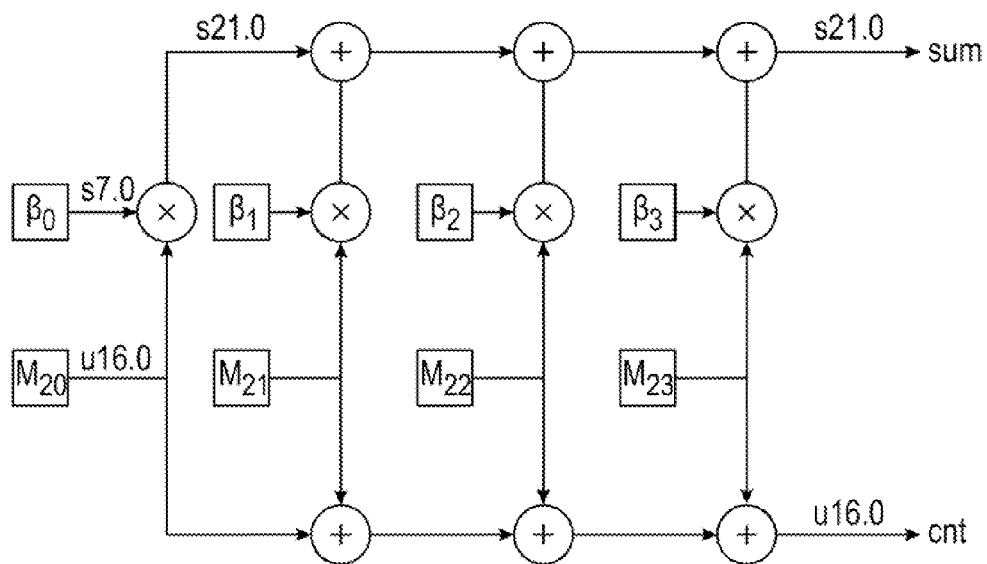 s21.0 + + + s21.0 sum
β₀ s7.0 × β₁ × β₂ × β₃ ×
M₂₀ u16.0 M₂₁ M₂₂ M₂₃
+ + + u16.0 cnt